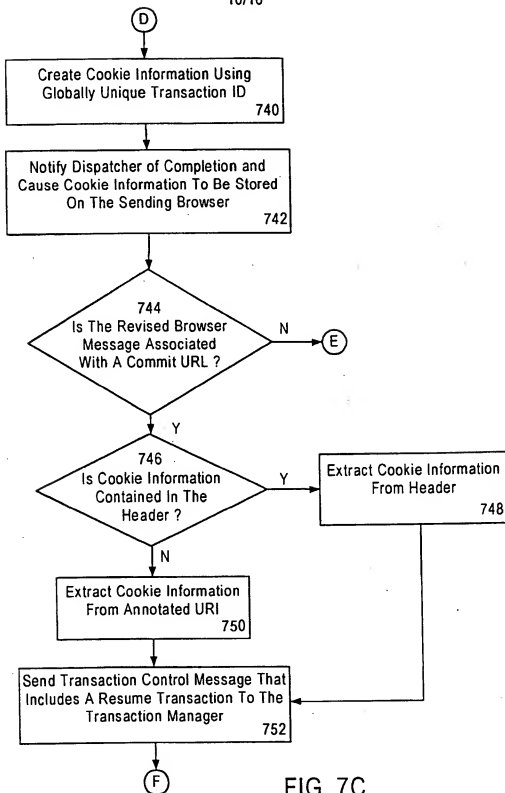 10/10
D
Create Cookie Information Using
Globally Unique Transaction ID
740
Notify Dispatcher of Completion and
Cause Cookie Information To Be Stored
On The Sending Browser
742
744
Is The Revised Browser
Message Associated
With A Commit URL ?
N
E
Y
746
Is Cookie Information
Contained In The
Header ?
Y
Extract Cookie Information
From Header
748
N
Extract Cookie Information
From Annotated URI
750
Send Transaction Control Message That
Includes A Resume Transaction To The
Transaction Manager
752
F
FIG. 7C